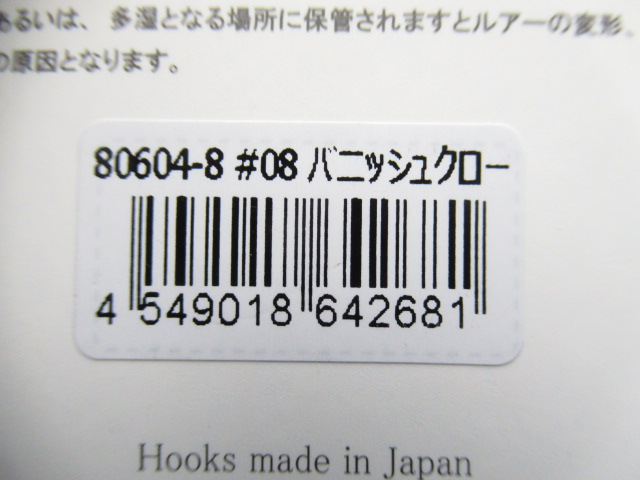 あるいは、多湿となる場所に保管されますとルアーの変形、
の原因となります。
80604-8 #08 バニッシュクロー
4 549018 642681
Hooks made in Japan